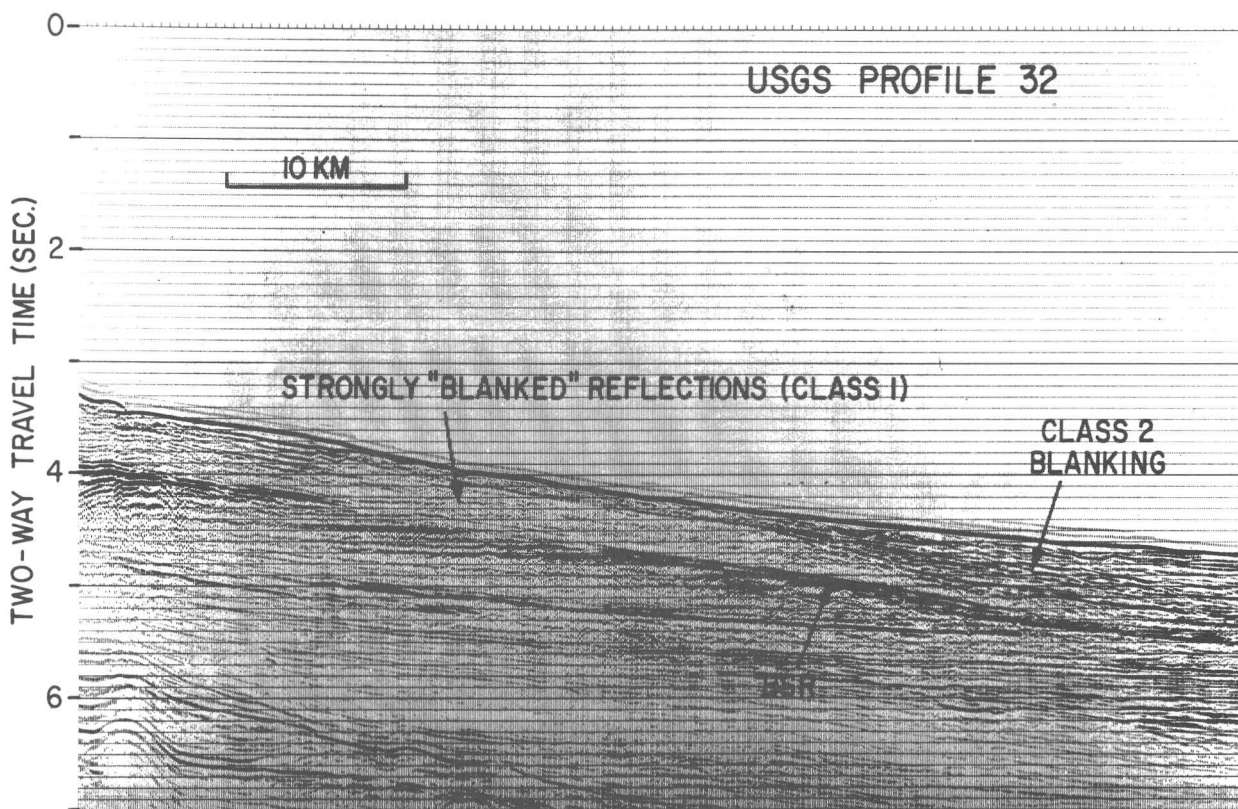 0
USGS PROFILE 32
10 KM
2
TWO-WAY TRAVEL TIME (SEC.)
STRONGLY "BLANKED" REFLECTIONS (CLASS 1)
CLASS 2
BLANKING
4
BSR
6